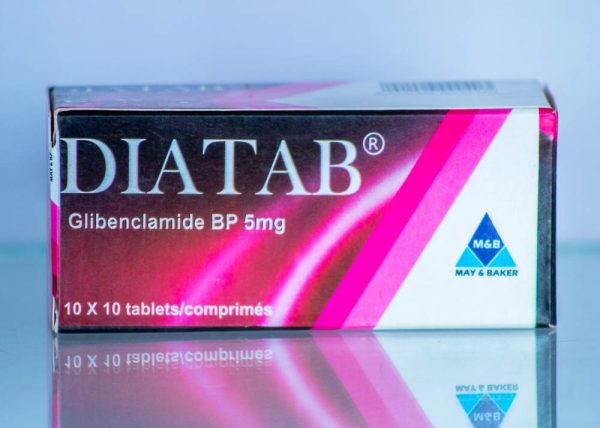 DIATAB®
Glibenclamide BP 5mg
10 X 10 tablets/comprimés
M&B
MAY & BAKER